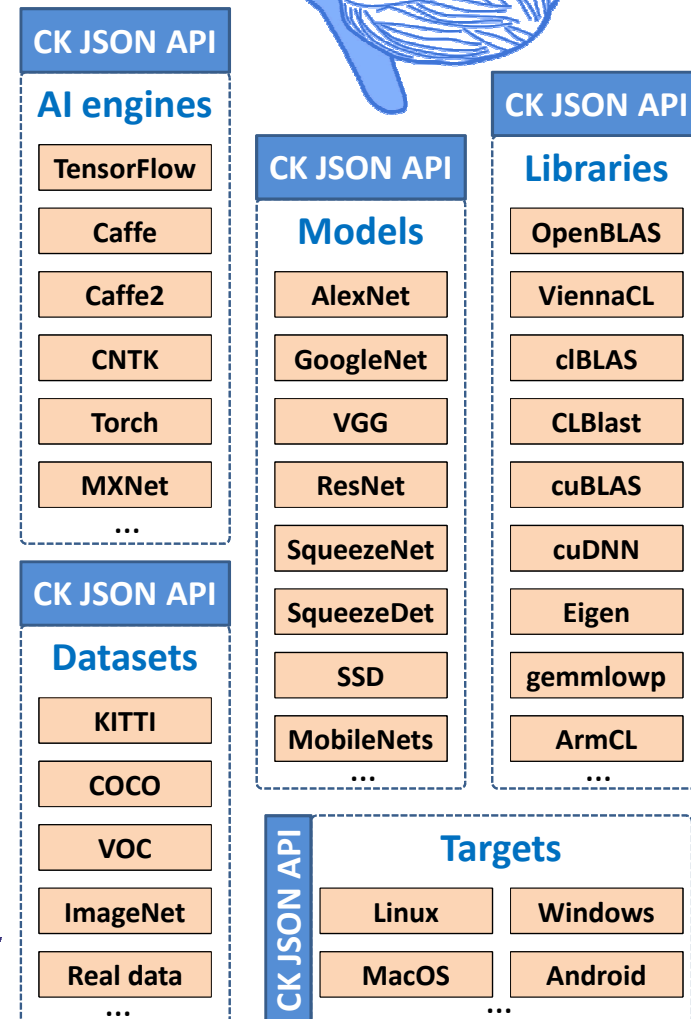 CK JSON API
AI engines
TensorFlow
Caffe
Caffe2
CNTK
Torch
MXNet
...
CK JSON API
Datasets
KITTI
COCO
VOC
ImageNet
Real data
...
CK JSON API
Models
AlexNet
GoogleNet
VGG
ResNet
SqueezeNet
SqueezeDet
SSD
MobileNets
...
CK JSON API
Libraries
OpenBLAS
ViennaCL
clBLAS
CLBlast
cuBLAS
cuDNN
Eigen
gemmlowp
ArmCL
...
CK JSON API
Targets
Linux Windows
MacOS Android
...